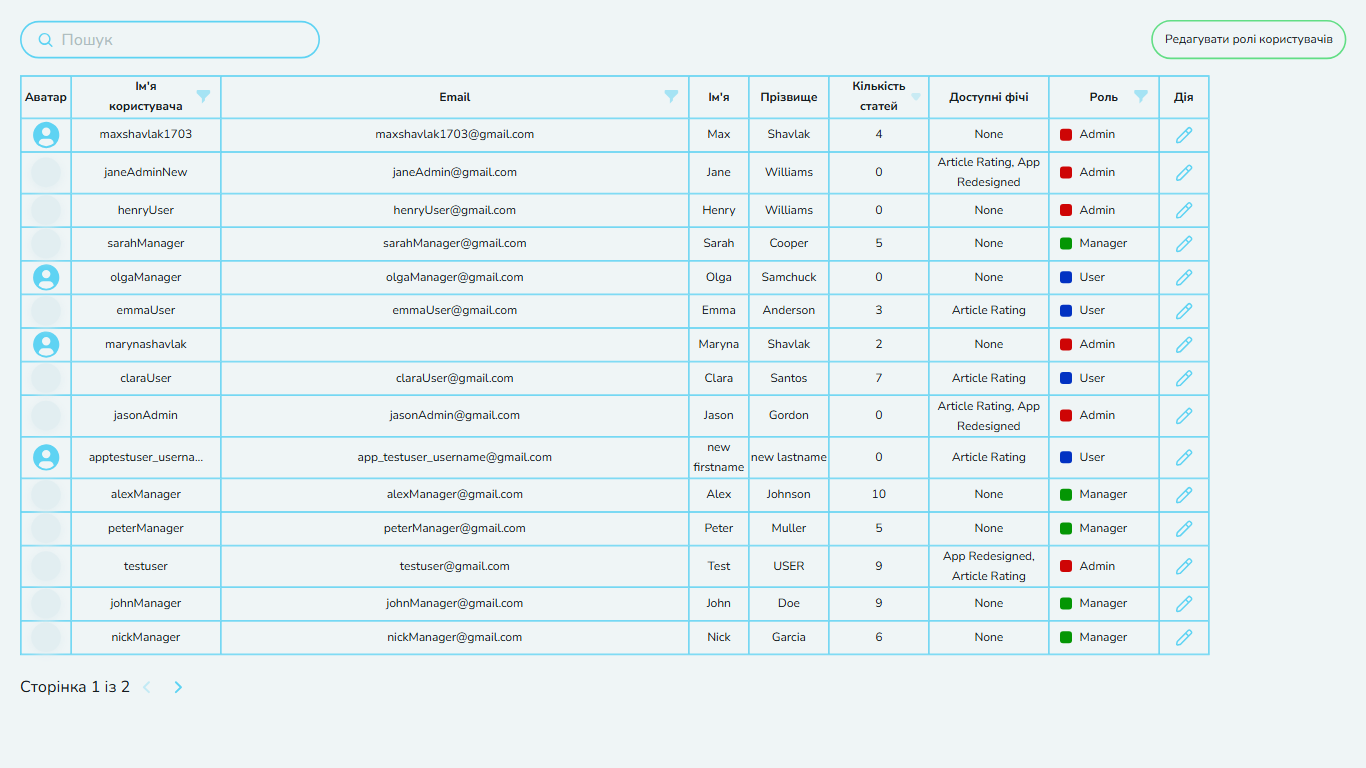 Пошук
Редагувати ролі користувачів
Аватар Ім'я користувача Email Ім'я Прізвище Кількість статей Доступні фічі Роль Дія
maxshavlak1703 maxshavlak1703@gmail.com Max Shavlak 4 None Admin
janeAdminNew janeAdmin@gmail.com Jane Williams 0 Article Rating, App Redesigned Admin
henryUser henryUser@gmail.com Henry Williams 0 None Admin
sarahManager sarahManager@gmail.com Sarah Cooper 5 None Manager
olgaManager olgaManager@gmail.com Olga Samchuck 0 None User
emmaUser emmaUser@gmail.com Emma Anderson 3 Article Rating User
marynashavlak Maryna Shavlak 2 None Admin
claraUser claraUser@gmail.com Clara Santos 7 Article Rating User
jasonAdmin jasonAdmin@gmail.com Jason Gordon 0 Article Rating, App Redesigned Admin
apptestuser_userna... app_testuser_username@gmail.com new firstname new lastname 0 Article Rating User
alexManager alexManager@gmail.com Alex Johnson 10 None Manager
peterManager peterManager@gmail.com Peter Muller 5 None Manager
testuser testuser@gmail.com Test USER 9 App Redesigned, Article Rating Admin
johnManager johnManager@gmail.com John Doe 9 None Manager
nickManager nickManager@gmail.com Nick Garcia 6 None Manager
Сторінка 1 із 2